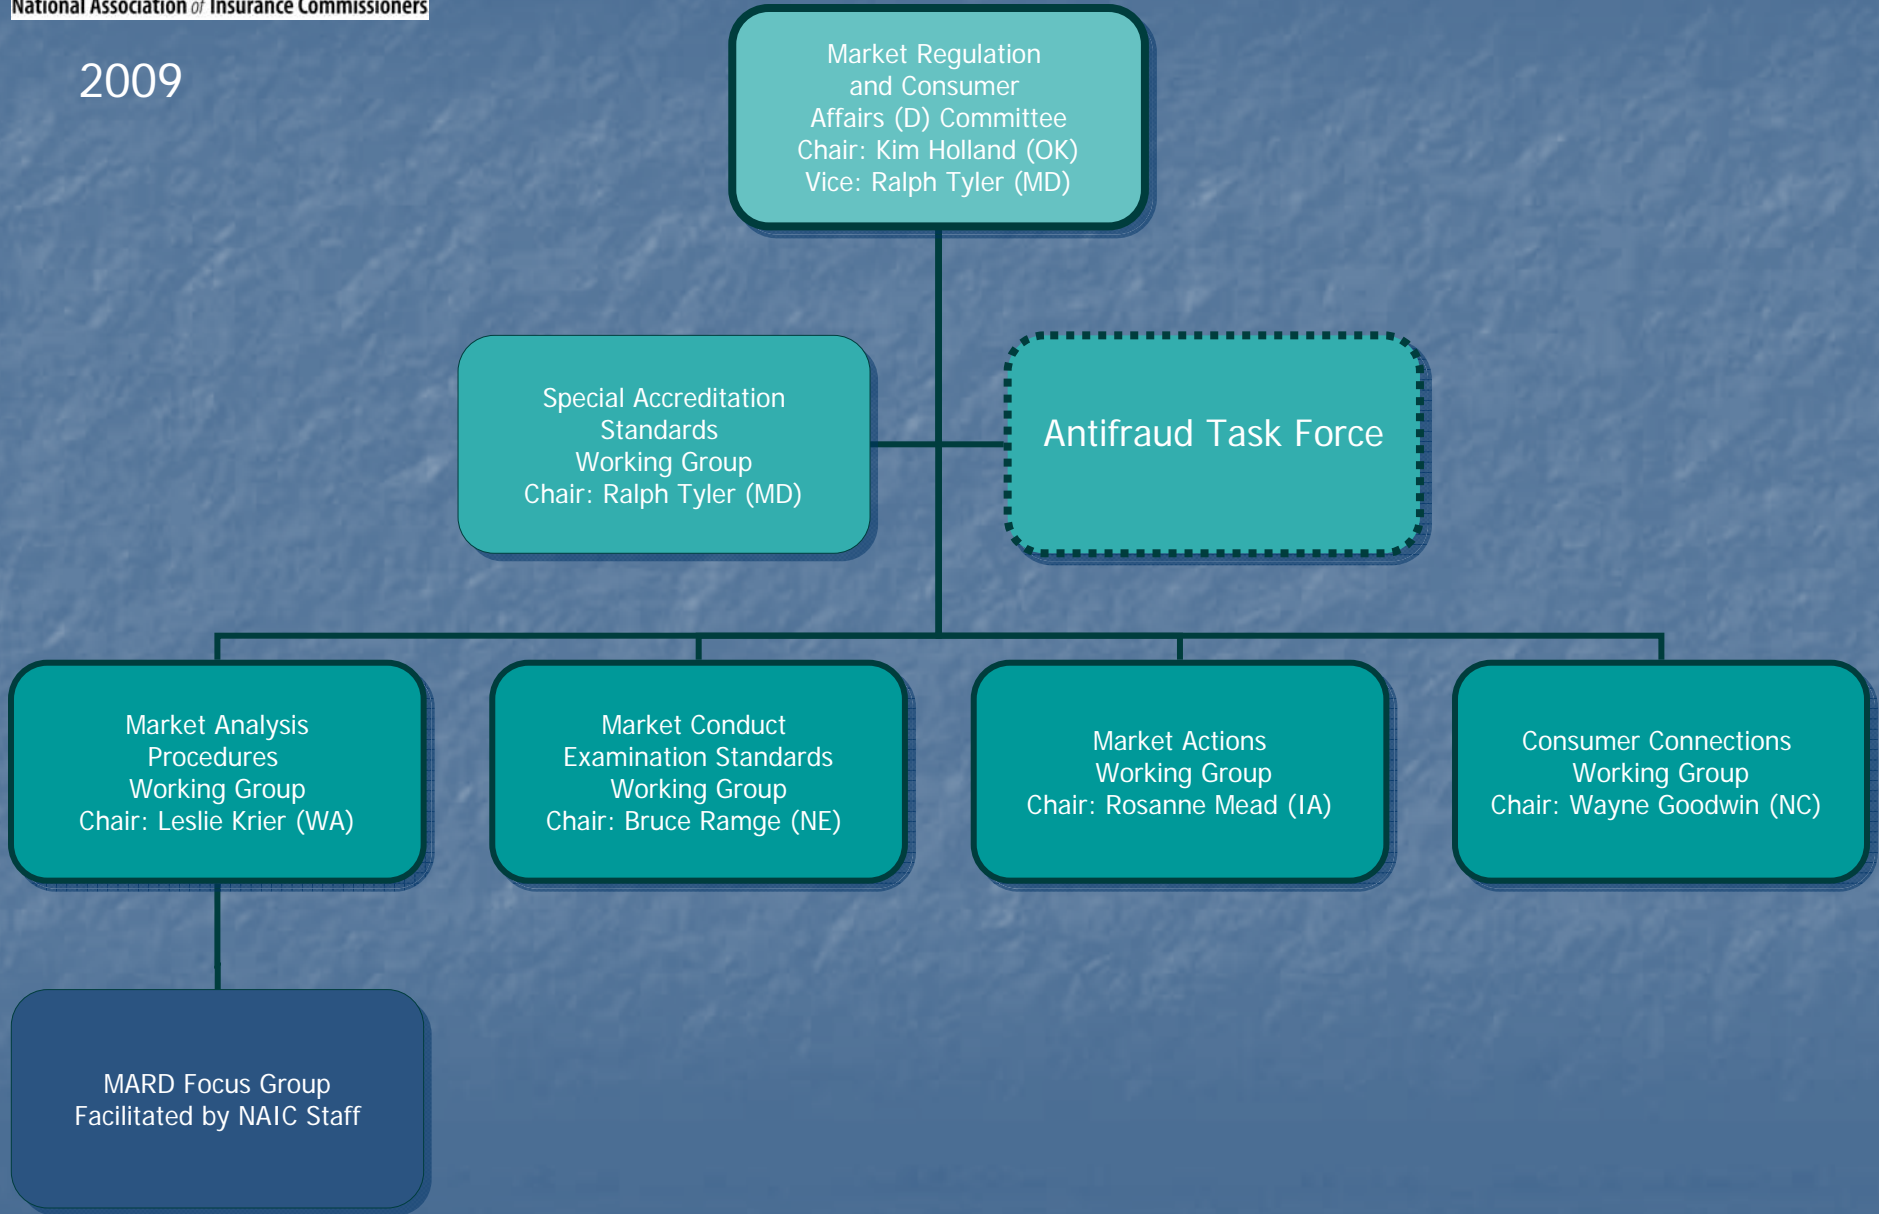 National Association of Insurance Commissioners
2009
Market Regulation
and Consumer
Affairs (D) Committee
Chair: Kim Holland (OK)
Vice: Ralph Tyler (MD)
Special Accreditation
Standards
Working Group
Chair: Ralph Tyler (MD)
Antifraud Task Force
Market Analysis
Procedures
Working Group
Chair: Leslie Krier (WA)
Market Conduct
Examination Standards
Working Group
Chair: Bruce Ramge (NE)
Market Actions
Working Group
Chair: Rosanne Mead (IA)
Consumer Connections
Working Group
Chair: Wayne Goodwin (NC)
MARD Focus Group
Facilitated by NAIC Staff